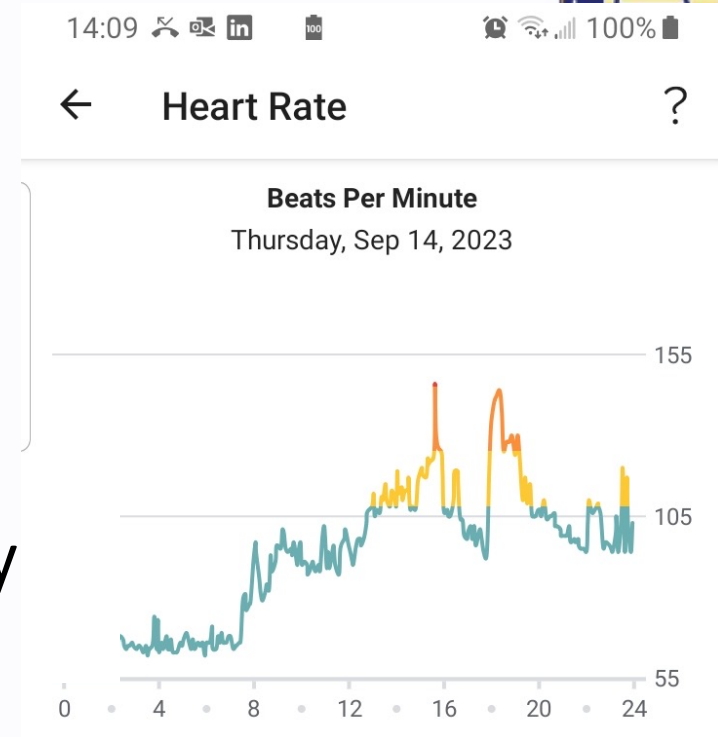 14:09 100 100%
Heart Rate ?
Beats Per Minute
Thursday, Sep 14, 2023
155
105
y
55
0 4 8 12 16 20 24